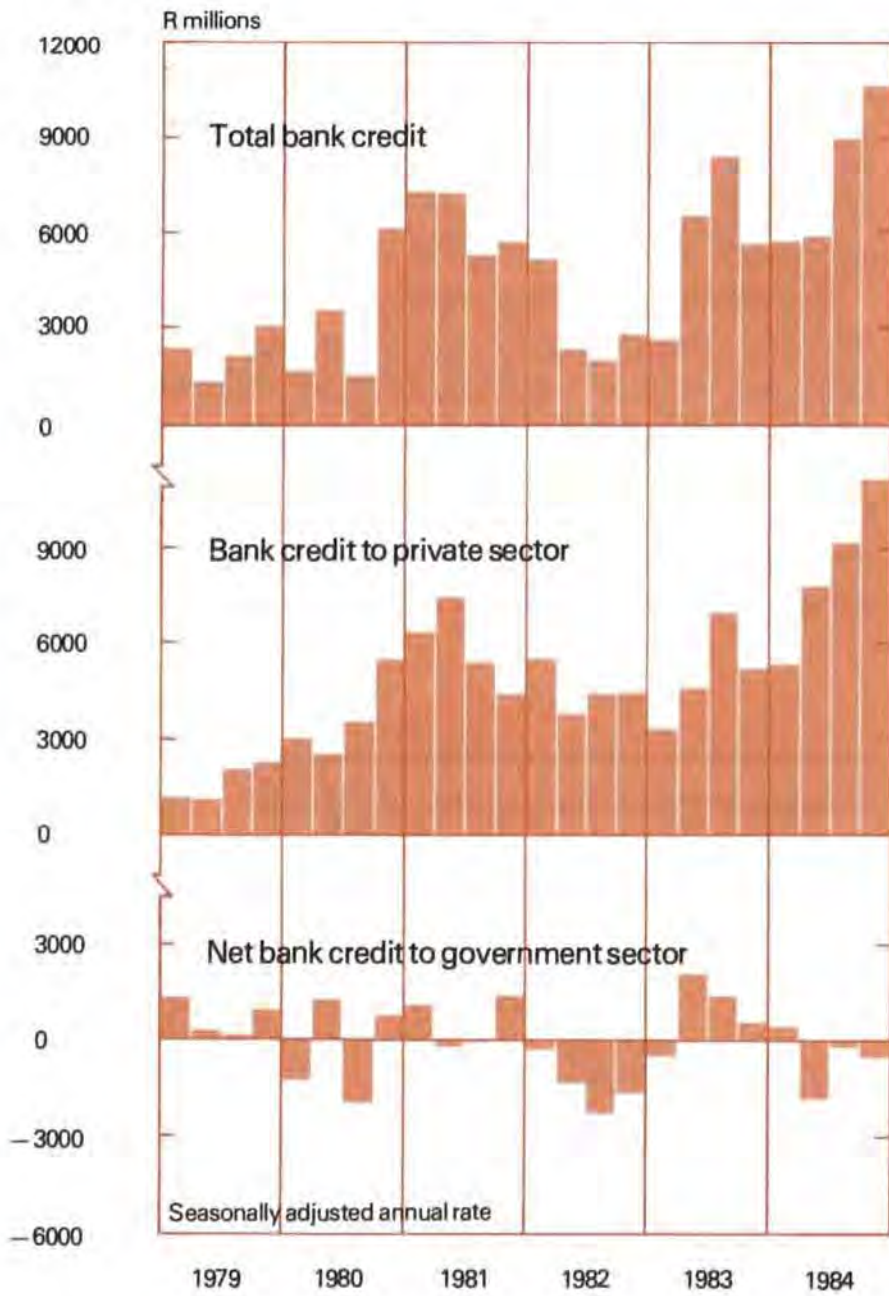 R millions
12000
9000
Total bank credit
6000
3000
0
9000
Bank credit to private sector
6000
3000
0
3000
Net bank credit to government sector
0
−3000
Seasonally adjusted annual rate
−6000
1979 1980 1981 1982 1983 1984